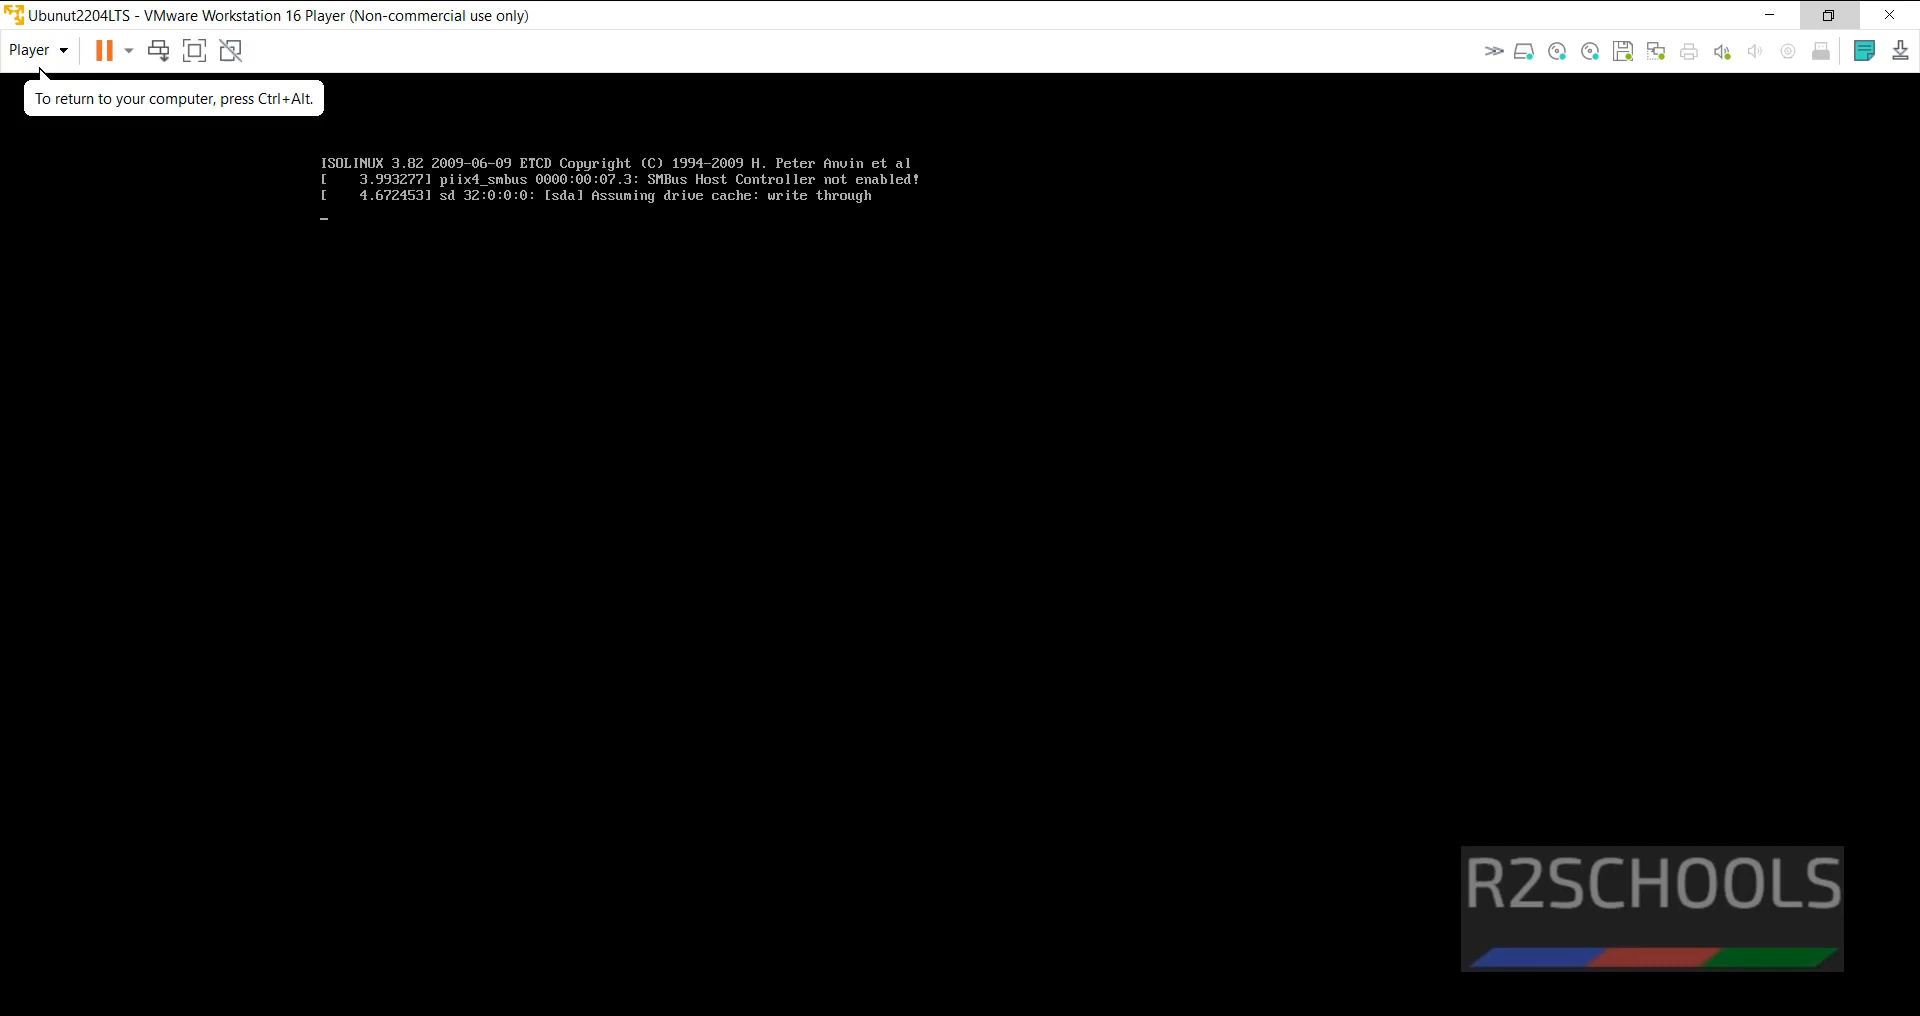 Ubunut2204LTS - VMware Workstation 16 Player (Non-commercial use only)
Player
To return to your computer, press Ctrl+Alt.
ISOLINUX 3.82 2009-06-09 ETCD Copyright (C) 1994-2009 H. Peter Anvin et al
[    3.993277] piix4_smbus 0000:00:07.3: SMBus Host Controller not enabled!
[    4.672453] sd 32:0:0:0: [sda] Assuming drive cache: write through
R2SCHOOLS